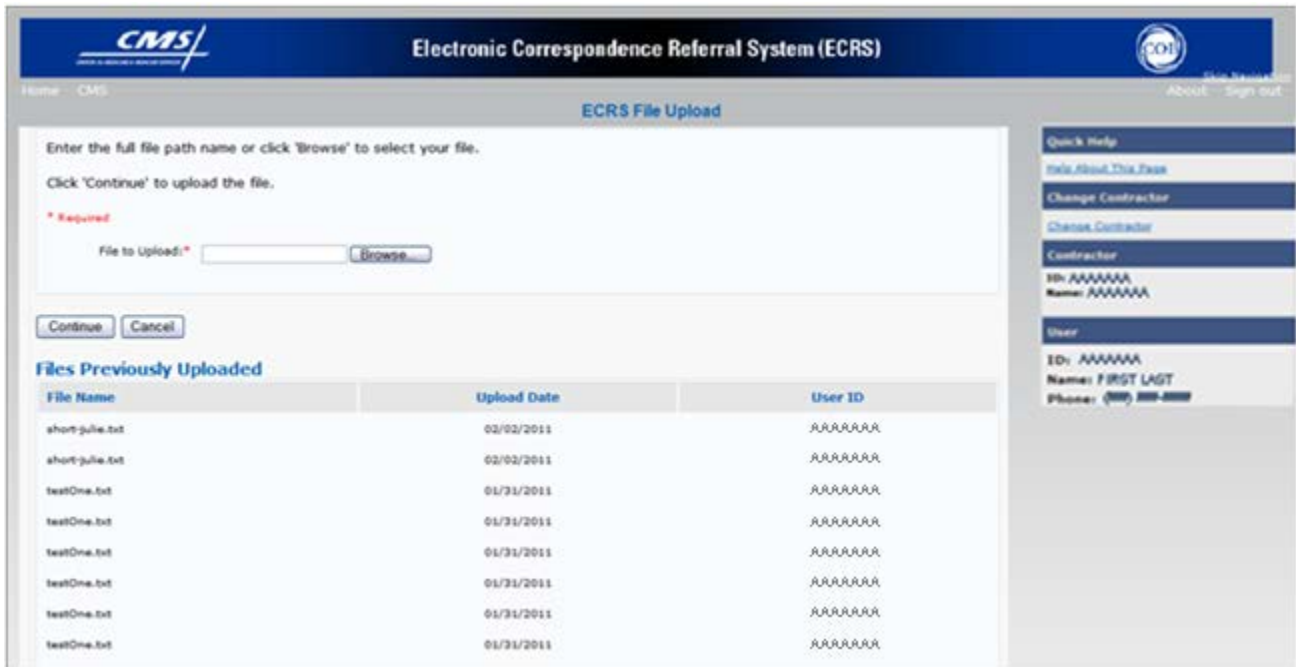 CMS
Electronic Correspondence Referral System (ECRS)
COB
Skip Navigation
Home CMS
About Sign out
ECRS File Upload
Enter the full file path name or click 'Browse' to select your file.
Click 'Continue' to upload the file.
* Required
File to Upload:* Browse...
Continue Cancel
Files Previously Uploaded
File Name Upload Date User ID
short-julie.txt 02/02/2011 AAAAAAA
short-julie.txt 02/02/2011 AAAAAAA
testOne.txt 01/31/2011 AAAAAAA
testOne.txt 01/31/2011 AAAAAAA
testOne.txt 01/31/2011 AAAAAAA
testOne.txt 01/31/2011 AAAAAAA
testOne.txt 01/31/2011 AAAAAAA
testOne.txt 01/31/2011 AAAAAAA
Quick Help
Help About This Page
Change Contractor
Change Contractor
Contractor
ID: AAAAAAA
Name: AAAAAAA
User
ID: AAAAAAA
Name: FIRST LAST
Phone: (###) ###-####